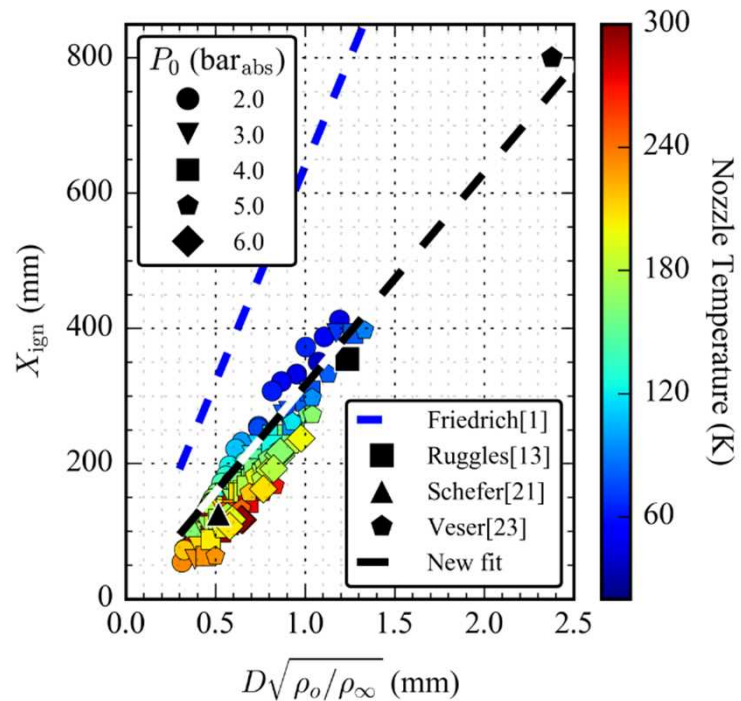 800
600
400
200
0
X_ign (mm)
0.0 0.5 1.0 1.5 2.0 2.5
D√ρ_o/ρ_∞ (mm)
P_0 (bar_abs)
2.0
3.0
4.0
5.0
6.0
Friedrich[1]
Ruggles[13]
Schefer[21]
Veser[23]
New fit
300
240
180
120
60
Nozzle Temperature (K)